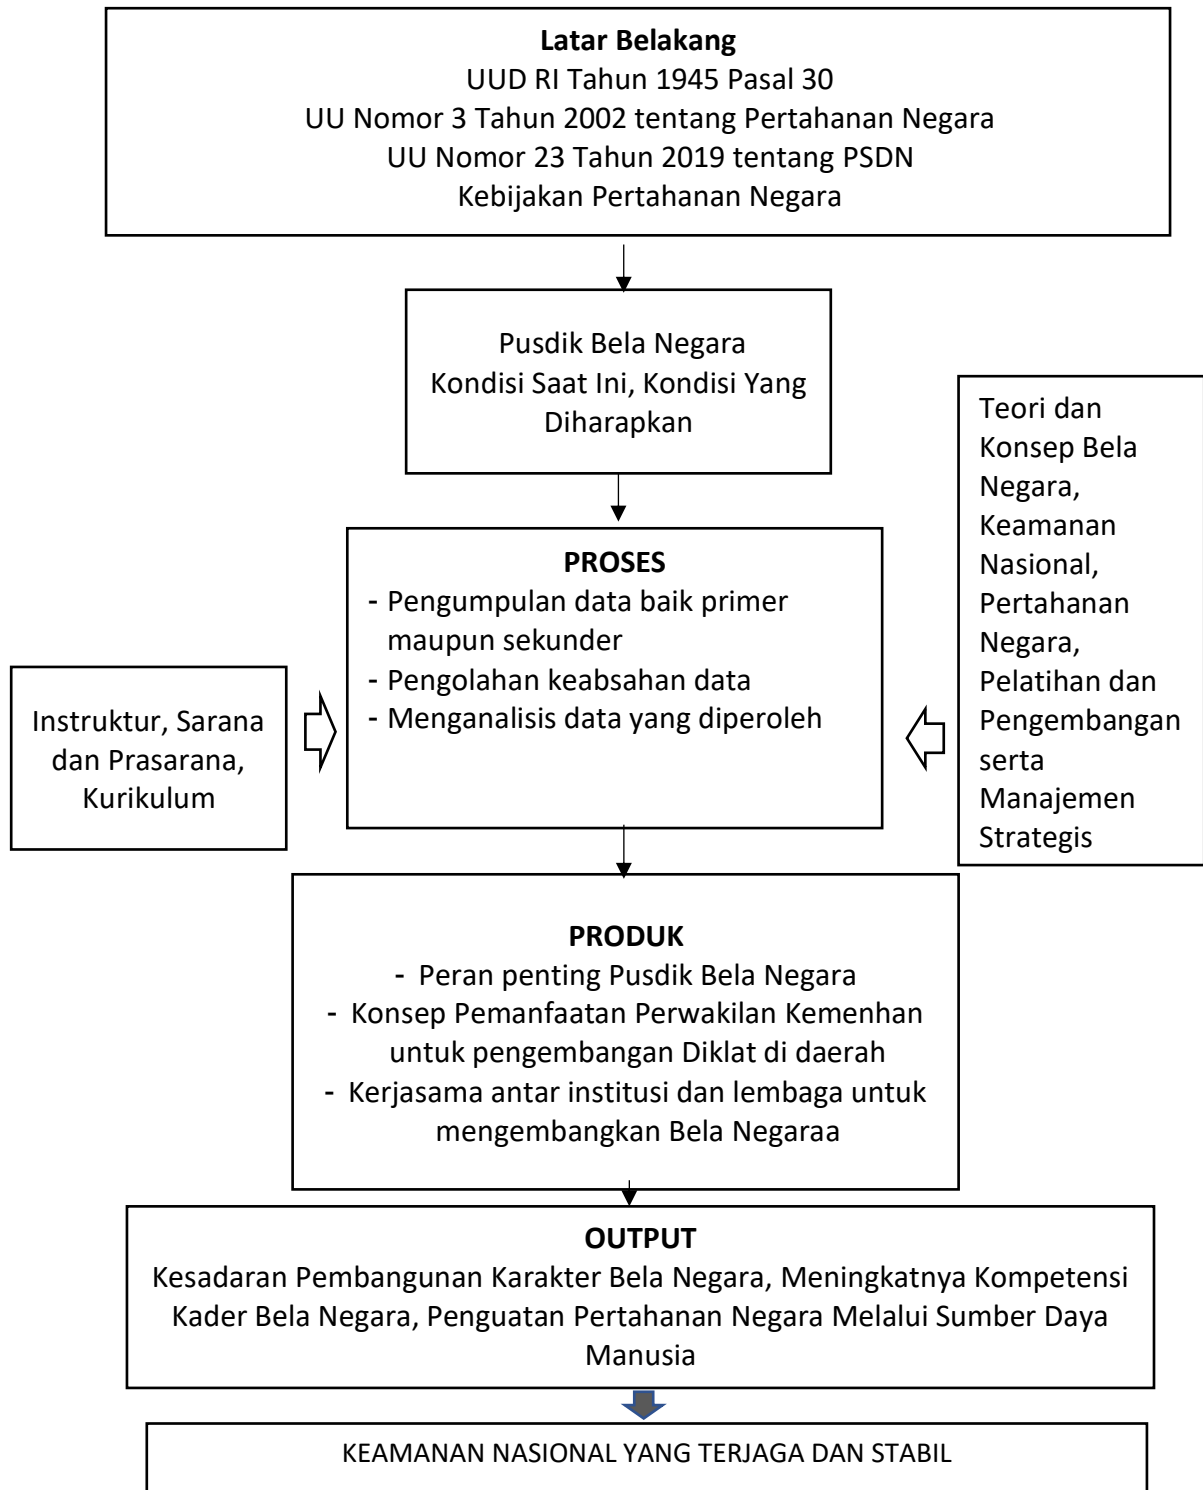 Latar Belakang
UUD RI Tahun 1945 Pasal 30
UU Nomor 3 Tahun 2002 tentang Pertahanan Negara
UU Nomor 23 Tahun 2019 tentang PSDN
Kebijakan Pertahanan Negara
Pusdik Bela Negara
Kondisi Saat Ini, Kondisi Yang
Diharapkan
PROSES
- Pengumpulan data baik primer
maupun sekunder
- Pengolahan keabsahan data
- Menganalisis data yang diperoleh
Instruktur, Sarana
dan Prasarana,
Kurikulum
Teori dan
Konsep Bela
Negara,
Keamanan
Nasional,
Pertahanan
Negara,
Pelatihan dan
Pengembangan
serta
Manajemen
Strategis
PRODUK
- Peran penting Pusdik Bela Negara
- Konsep Pemanfaatan Perwakilan Kemenhan
untuk pengembangan Diklat di daerah
- Kerjasama antar institusi dan lembaga untuk
mengembangkan Bela Negaraa
OUTPUT
Kesadaran Pembangunan Karakter Bela Negara, Meningkatnya Kompetensi
Kader Bela Negara, Penguatan Pertahanan Negara Melalui Sumber Daya
Manusia
KEAMANAN NASIONAL YANG TERJAGA DAN STABIL